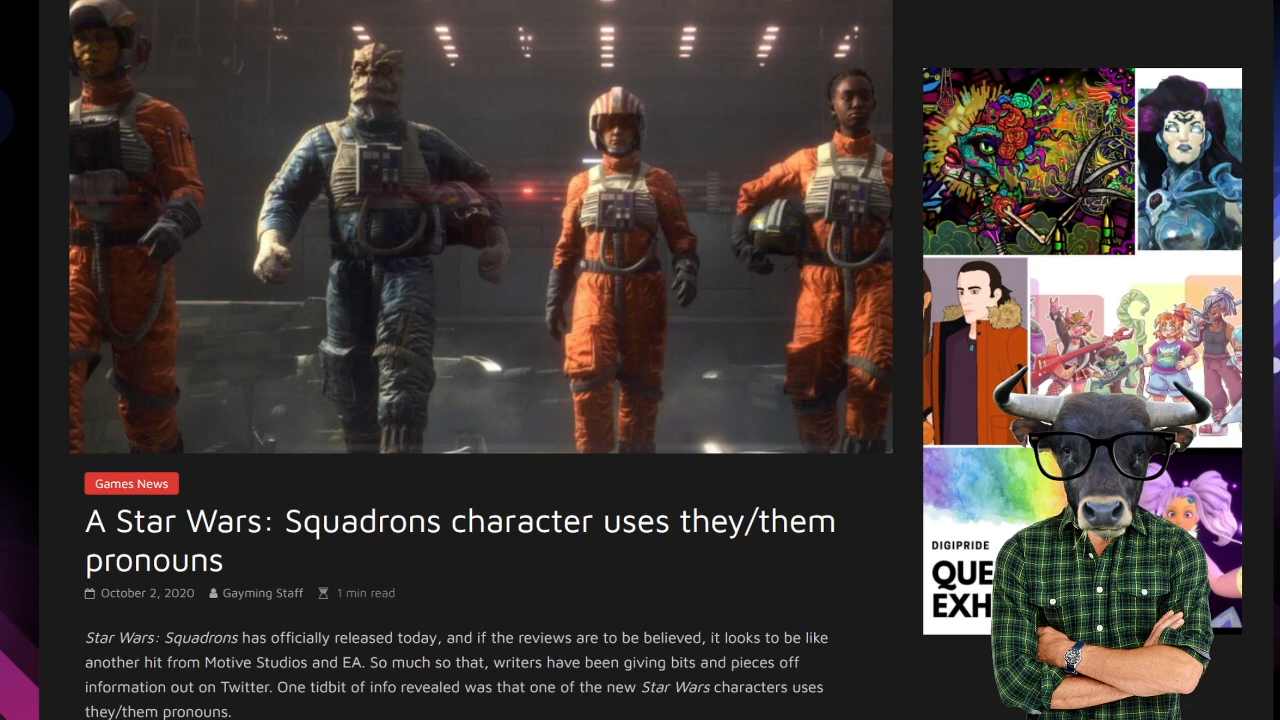 Games News
A Star Wars: Squadrons character uses they/them
pronouns
October 2, 2020 Gayming Staff 1 min read
Star Wars: Squadrons has officially released today, and if the reviews are to be believed, it looks to be like
another hit from Motive Studios and EA. So much so that, writers have been giving bits and pieces off
information out on Twitter. One tidbit of info revealed was that one of the new Star Wars characters uses
they/them pronouns.
DIGIPRIDE
QUE
EXH